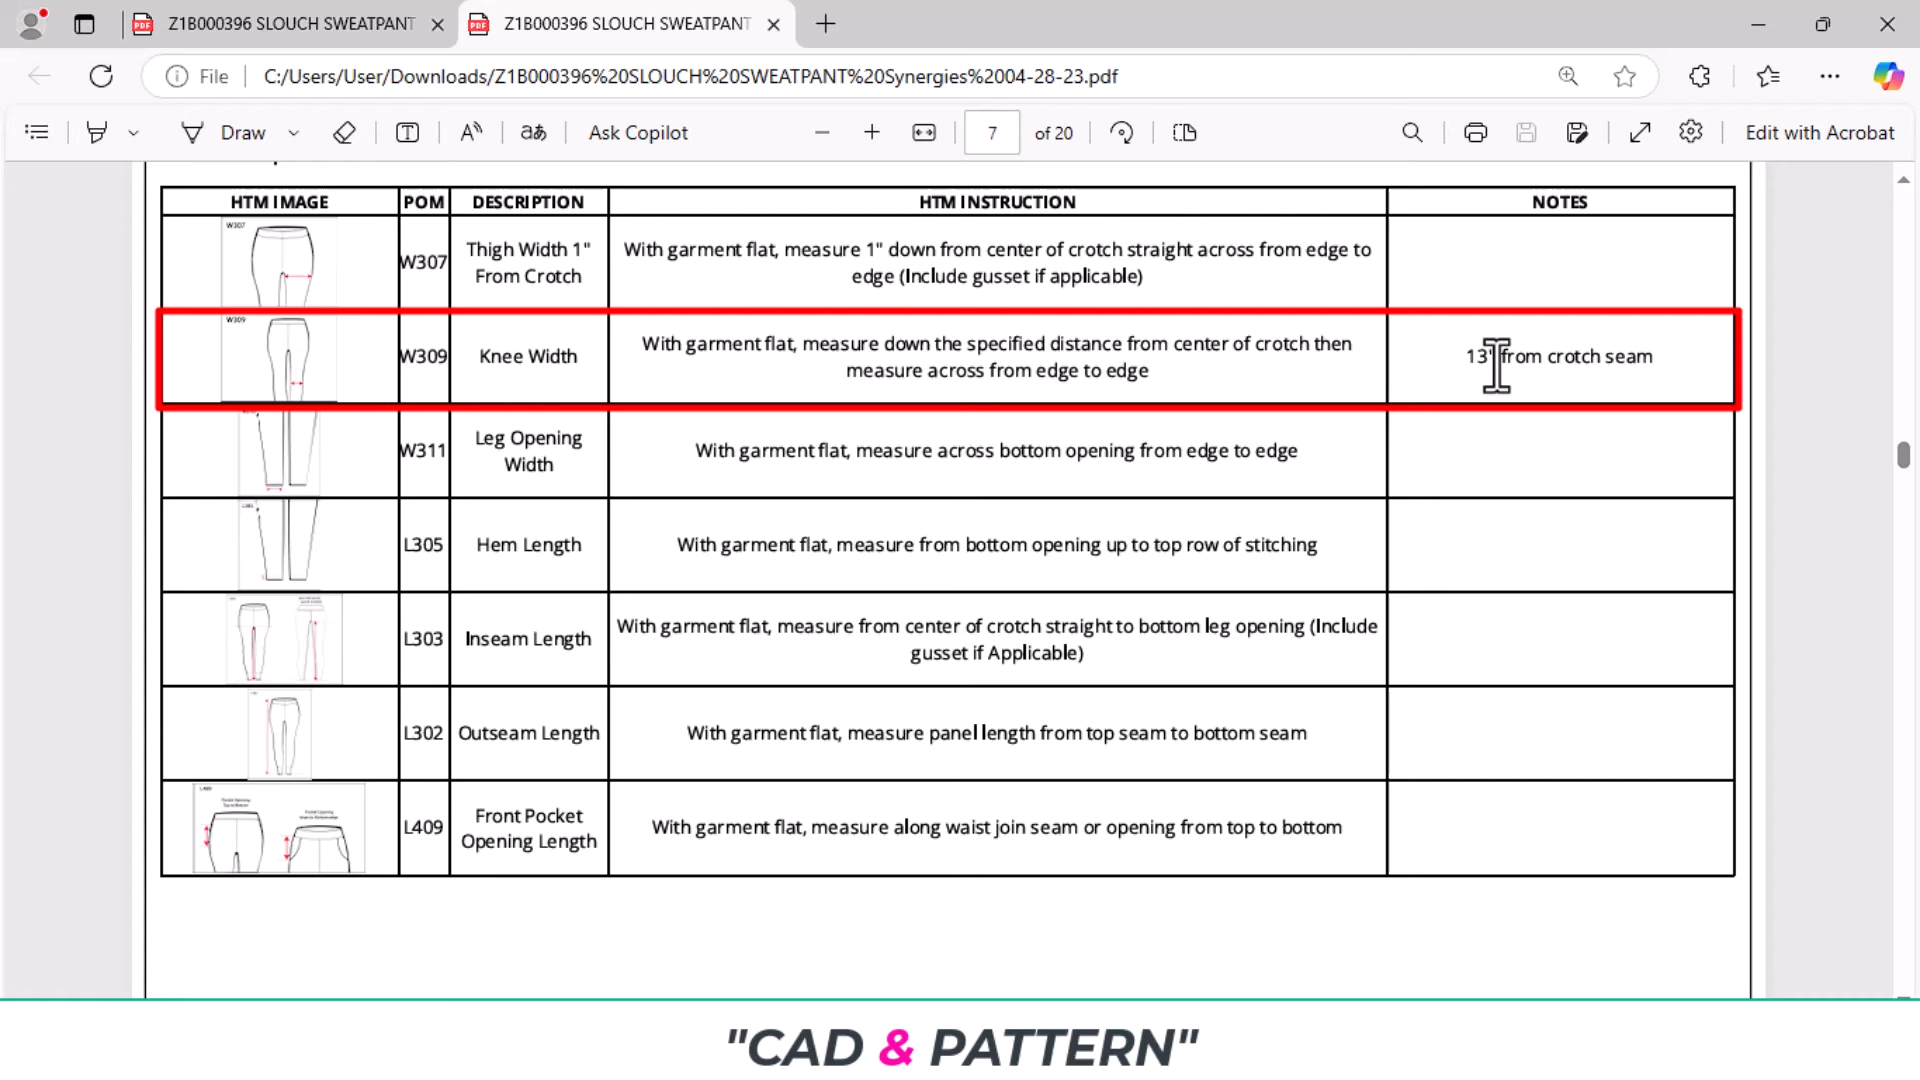 Z1B000396 SLOUCH SWEATPANT
Z1B000396 SLOUCH SWEATPANT
File
C:/Users/User/Downloads/Z1B000396%20SLOUCH%20SWEATPANT%20Synergies%2004-28-23.pdf
Draw
Ask Copilot
7 of 20
Edit with Acrobat
HTM IMAGE POM DESCRIPTION HTM INSTRUCTION NOTES
W307
W307
Thigh Width 1"
From Crotch
With garment flat, measure 1" down from center of crotch straight across from edge to
edge (Include gusset if applicable)
W309
W309
Knee Width
With garment flat, measure down the specified distance from center of crotch then
measure across from edge to edge
13" from crotch seam
W311
Leg Opening
Width
With garment flat, measure across bottom opening from edge to edge
L305
Hem Length
With garment flat, measure from bottom opening up to top row of stitching
L303
Inseam Length
With garment flat, measure from center of crotch straight to bottom leg opening (Include
gusset if Applicable)
L302
Outseam Length
With garment flat, measure panel length from top seam to bottom seam
L409
Front Pocket
Opening Length
With garment flat, measure along waist join seam or opening from top to bottom
"CAD & PATTERN"